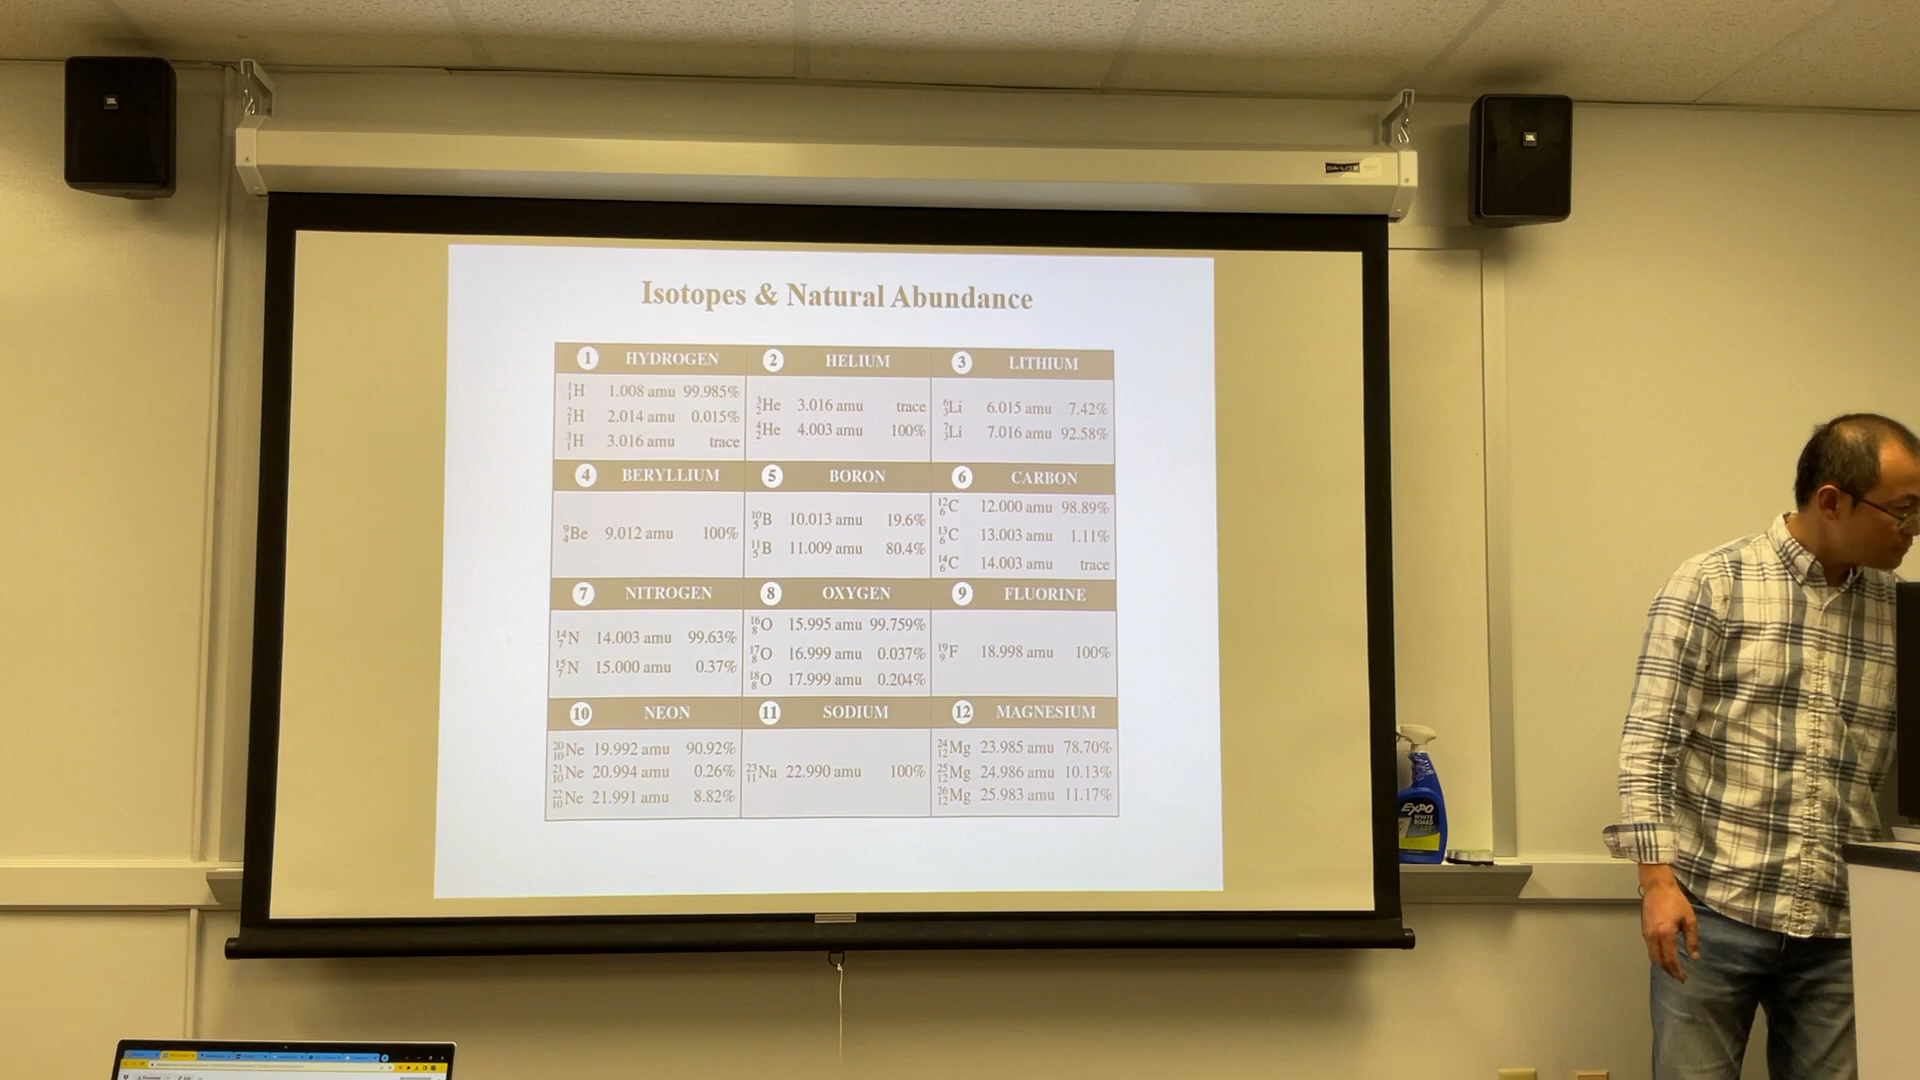 JBL
JBL
DA-LITE
Isotopes & Natural Abundance
1 HYDROGEN
¹₁H 1.008 amu 99.985%
²₁H 2.014 amu 0.015%
³₁H 3.016 amu trace
2 HELIUM
³₂He 3.016 amu trace
⁴₂He 4.003 amu 100%
3 LITHIUM
⁶₃Li 6.015 amu 7.42%
⁷₃Li 7.016 amu 92.58%
4 BERYLLIUM
⁹₄Be 9.012 amu 100%
5 BORON
¹⁰₅B 10.013 amu 19.6%
¹¹₅B 11.009 amu 80.4%
6 CARBON
¹²₆C 12.000 amu 98.89%
¹³₆C 13.003 amu 1.11%
¹⁴₆C 14.003 amu trace
7 NITROGEN
¹⁴₇N 14.003 amu 99.63%
¹⁵₇N 15.000 amu 0.37%
8 OXYGEN
¹⁶₈O 15.995 amu 99.759%
¹⁷₈O 16.999 amu 0.037%
¹⁸₈O 17.999 amu 0.204%
9 FLUORINE
¹⁹₉F 18.998 amu 100%
10 NEON
²⁰₁₀Ne 19.992 amu 90.92%
²¹₁₀Ne 20.994 amu 0.26%
²²₁₀Ne 21.991 amu 8.82%
11 SODIUM
²³₁₁Na 22.990 amu 100%
12 MAGNESIUM
²⁴₁₂Mg 23.985 amu 78.70%
²⁵₁₂Mg 24.986 amu 10.13%
²⁶₁₂Mg 25.983 amu 11.17%
EXPO
WHITE
BOARD